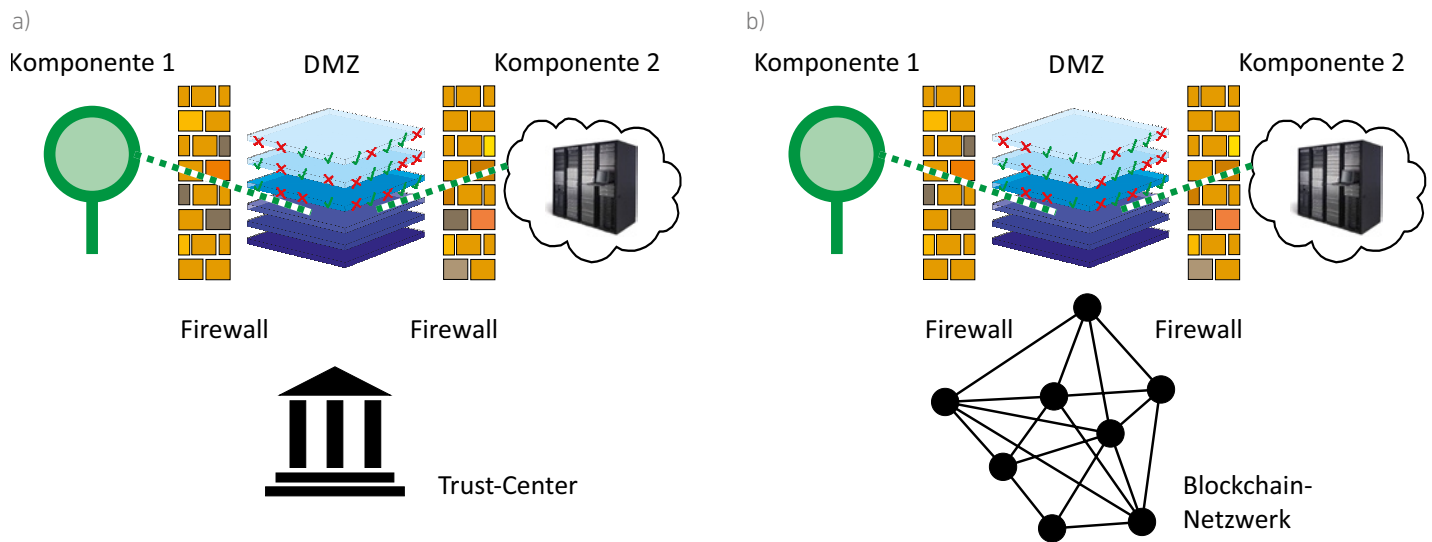 a)
Komponente 1
DMZ
Komponente 2
Firewall
Firewall
Trust-Center
b)
Komponente 1
DMZ
Komponente 2
Firewall
Firewall
Blockchain-
Netzwerk